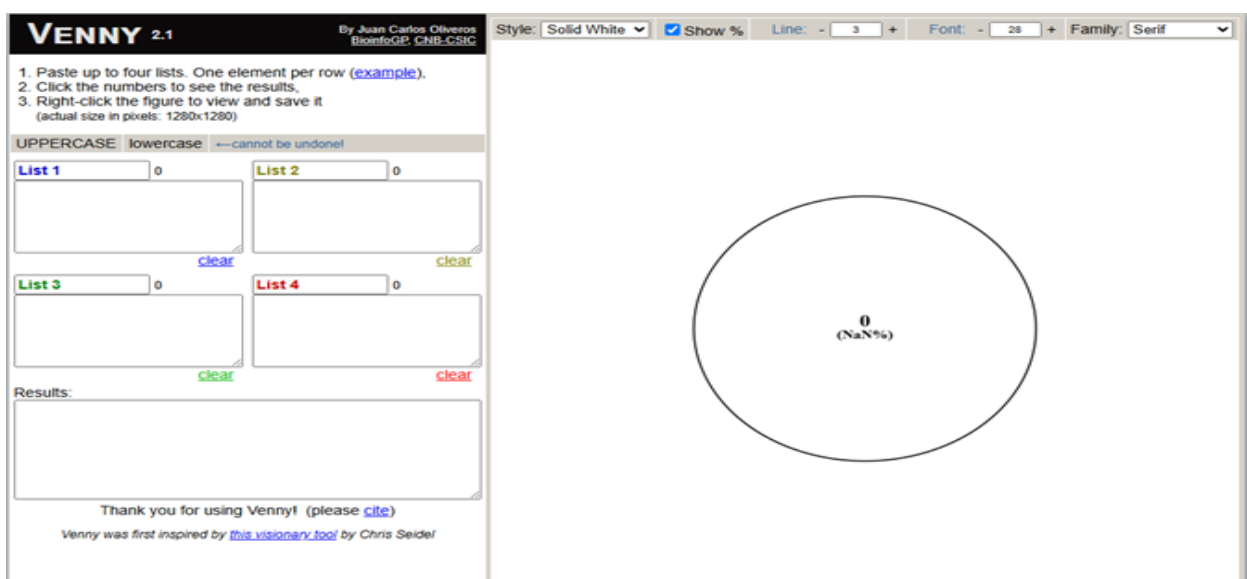 VENNY 2.1
By Juan Carlos Oliveros
BioinfoGP, CNB-CSIC
1. Paste up to four lists. One element per row (example),
2. Click the numbers to see the results,
3. Right-click the figure to view and save it
(actual size in pixels: 1280x1280)
UPPERCASE lowercase ←cannot be undone!
List 1 0 List 2 0
clear clear
List 3 0 List 4 0
clear clear
Results:
Thank you for using Venny! (please cite)
Venny was first inspired by this visionary tool by Chris Seidel
Style: Solid White Show % Line: - 3 + Font: - 28 + Family: Serif
0
(NaN%)